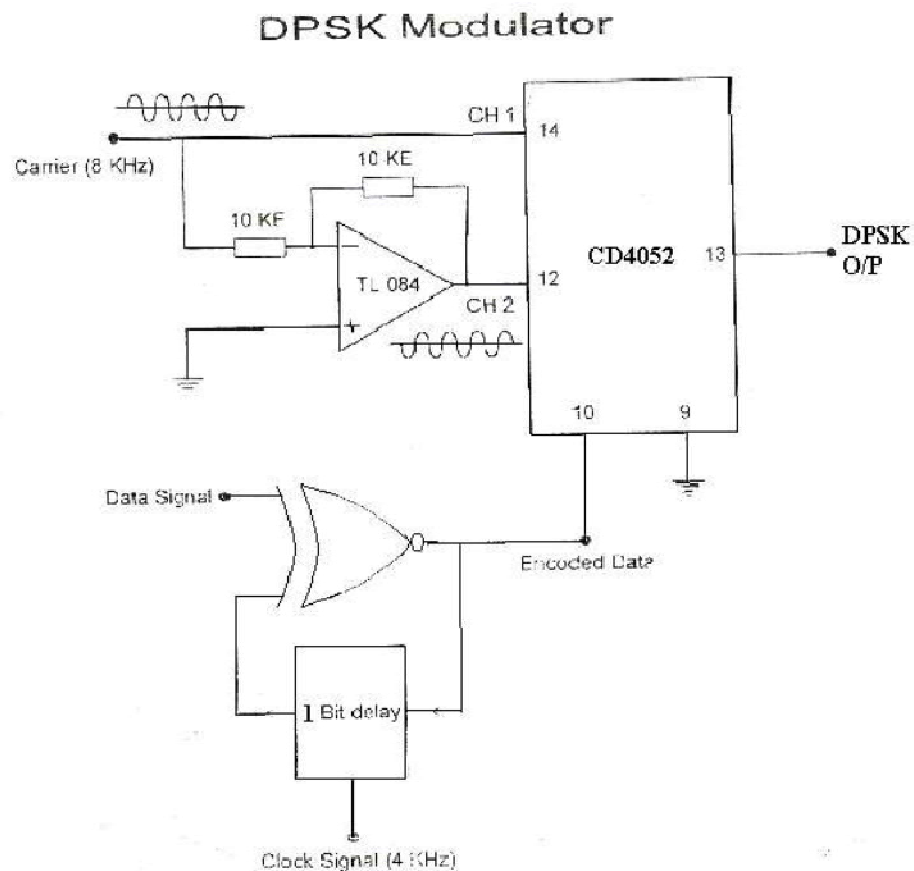 DPSK Modulator
CH 1
14
Carrier (8 KHz)
10 KE
10 KE
DPSK
O/P
CD4052
13
TL 084
12
CH 2
10
9
Data Signal
Encoded Data
1 Bit delay
Clock Signal (4 KHz)